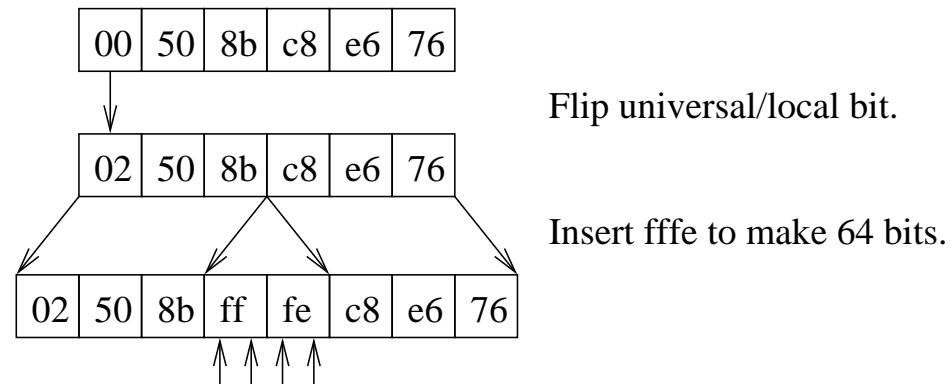 00 50 8b c8 e6 76
Flip universal/local bit.
02 50 8b c8 e6 76
Insert fffe to make 64 bits.
02 50 8b ff fe c8 e6 76